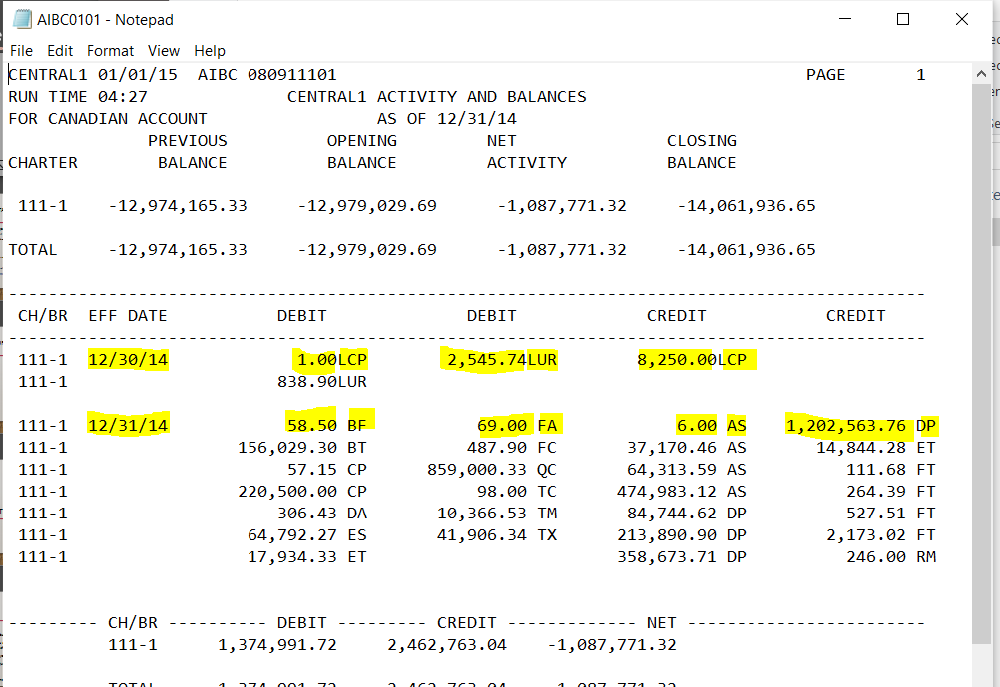 AIBC0101 - Notepad
File Edit Format View Help
CENTRAL1 01/01/15  AIBC 080911101                                               PAGE       1
RUN TIME 04:27              CENTRAL1 ACTIVITY AND BALANCES
FOR CANADIAN ACCOUNT                 AS OF 12/31/14
              PREVIOUS          OPENING         NET               CLOSING
CHARTER        BALANCE          BALANCE         ACTIVITY          BALANCE
 111-1    -12,974,165.33     -12,979,029.69      -1,087,771.32     -14,061,936.65
TOTAL     -12,974,165.33     -12,979,029.69      -1,087,771.32     -14,061,936.65
--------------------------------------------------------------------------------------------
 CH/BR  EFF DATE           DEBIT              DEBIT             CREDIT            CREDIT
--------------------------------------------------------------------------------------------
 111-1  12/30/14             1.00LCP        2,545.74LUR        8,250.00LCP
 111-1                     838.90LUR
 111-1  12/31/14            58.50 BF           69.00 FA            6.00 AS    1,202,563.76 DP
 111-1                 156,029.30 BT          487.90 FC       37,170.46 AS       14,844.28 ET
 111-1                      57.15 CP      859,000.33 QC       64,313.59 AS          111.68 FT
 111-1                 220,500.00 CP           98.00 TC      474,983.12 AS          264.39 FT
 111-1                     306.43 DA       10,366.53 TM       84,744.62 DP          527.51 FT
 111-1                  64,792.27 ES       41,906.34 TX      213,890.90 DP        2,173.02 FT
 111-1                  17,934.33 ET                         358,673.71 DP          246.00 RM
--------- CH/BR ---------- DEBIT --------- CREDIT ------------- NET ------------------------
          111-1      1,374,991.72     2,462,763.04    -1,087,771.32
          TOTAL      1,374,991.72     2,462,763.04    -1,087,771.32